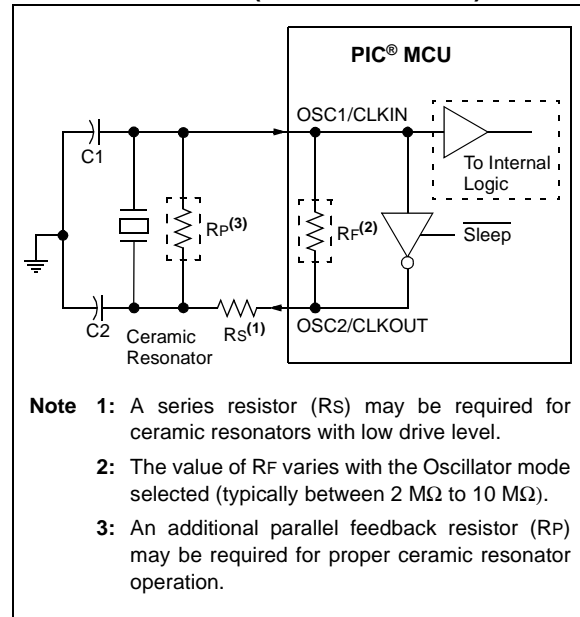 PIC® MCU
OSC1/CLKIN
C1
To Internal
Logic
RP(3)
RF(2)
Sleep
C2
Ceramic
Resonator
RS(1)
OSC2/CLKOUT
Note 1: A series resistor (RS) may be required for
ceramic resonators with low drive level.
2: The value of RF varies with the Oscillator mode
selected (typically between 2 MΩ to 10 MΩ).
3: An additional parallel feedback resistor (RP)
may be required for proper ceramic resonator
operation.